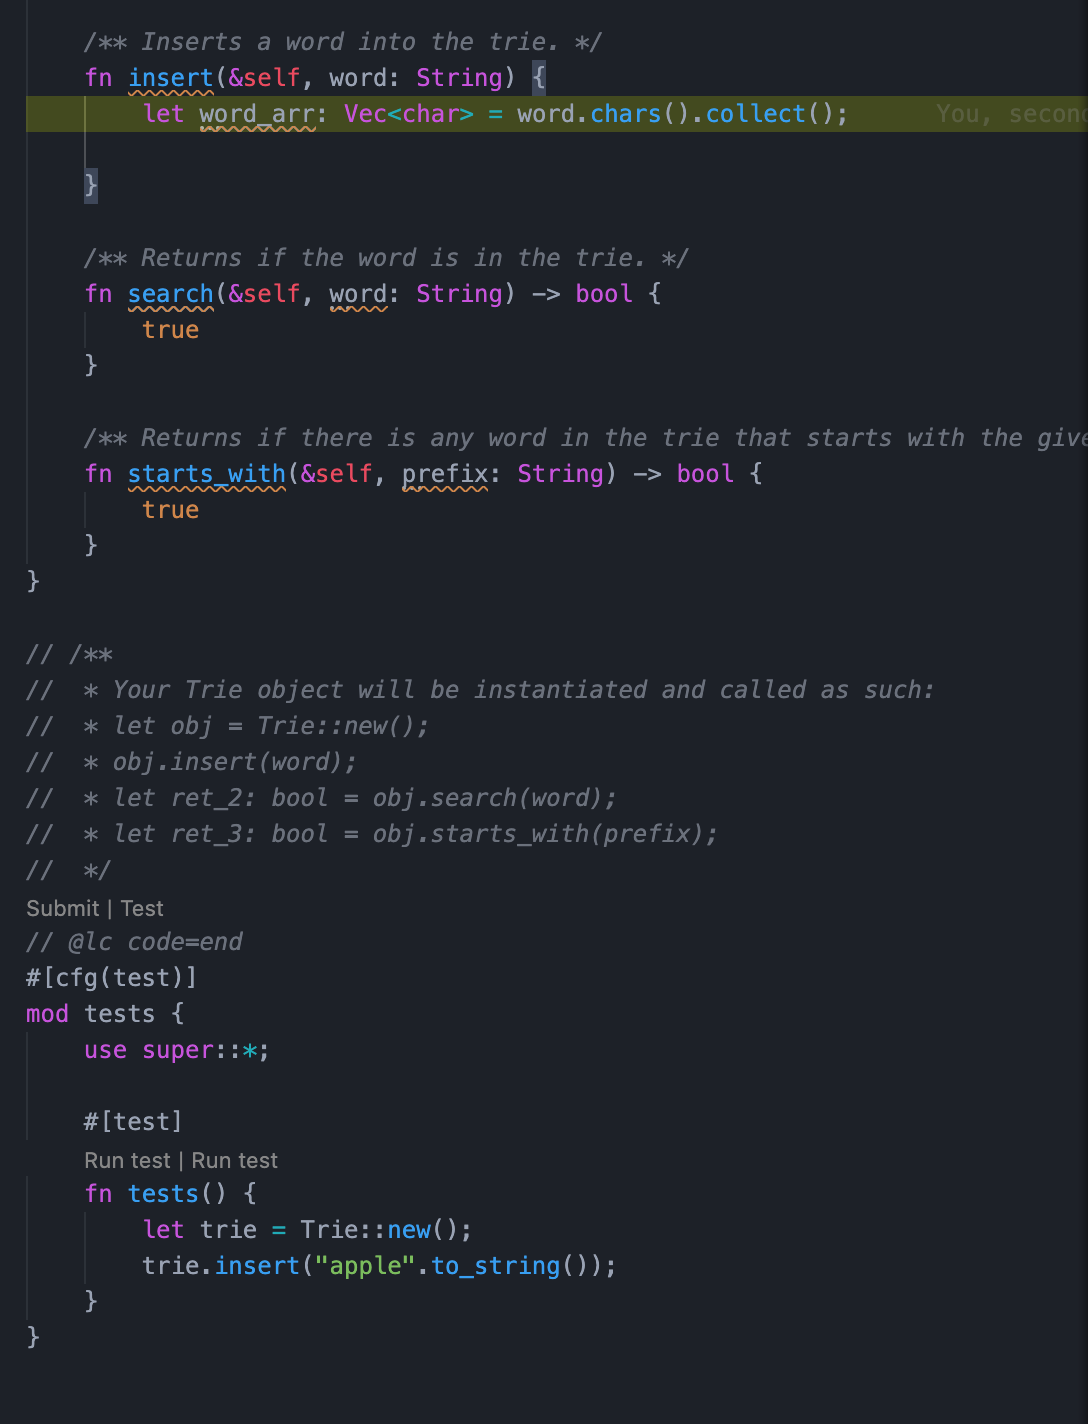 /** Inserts a word into the trie. */
fn insert(&self, word: String) {
let word_arr: Vec<char> = word.chars().collect(); You,
}
/** Returns if the word is in the trie. */
fn search(&self, word: String) -> bool {
true
}
/** Returns if there is any word in the trie that starts with the
fn starts_with(&self, prefix: String) -> bool {
true
}
}
// /**
//  * Your Trie object will be instantiated and called as such:
//  * let obj = Trie::new();
//  * obj.insert(word);
//  * let ret_2: bool = obj.search(word);
//  * let ret_3: bool = obj.starts_with(prefix);
//  */
Submit | Test
// @lc code=end
#[cfg(test)]
mod tests {
use super::*;
#[test]
Run test | Run test
fn tests() {
let trie = Trie::new();
trie.insert("apple".to_string());
}
}